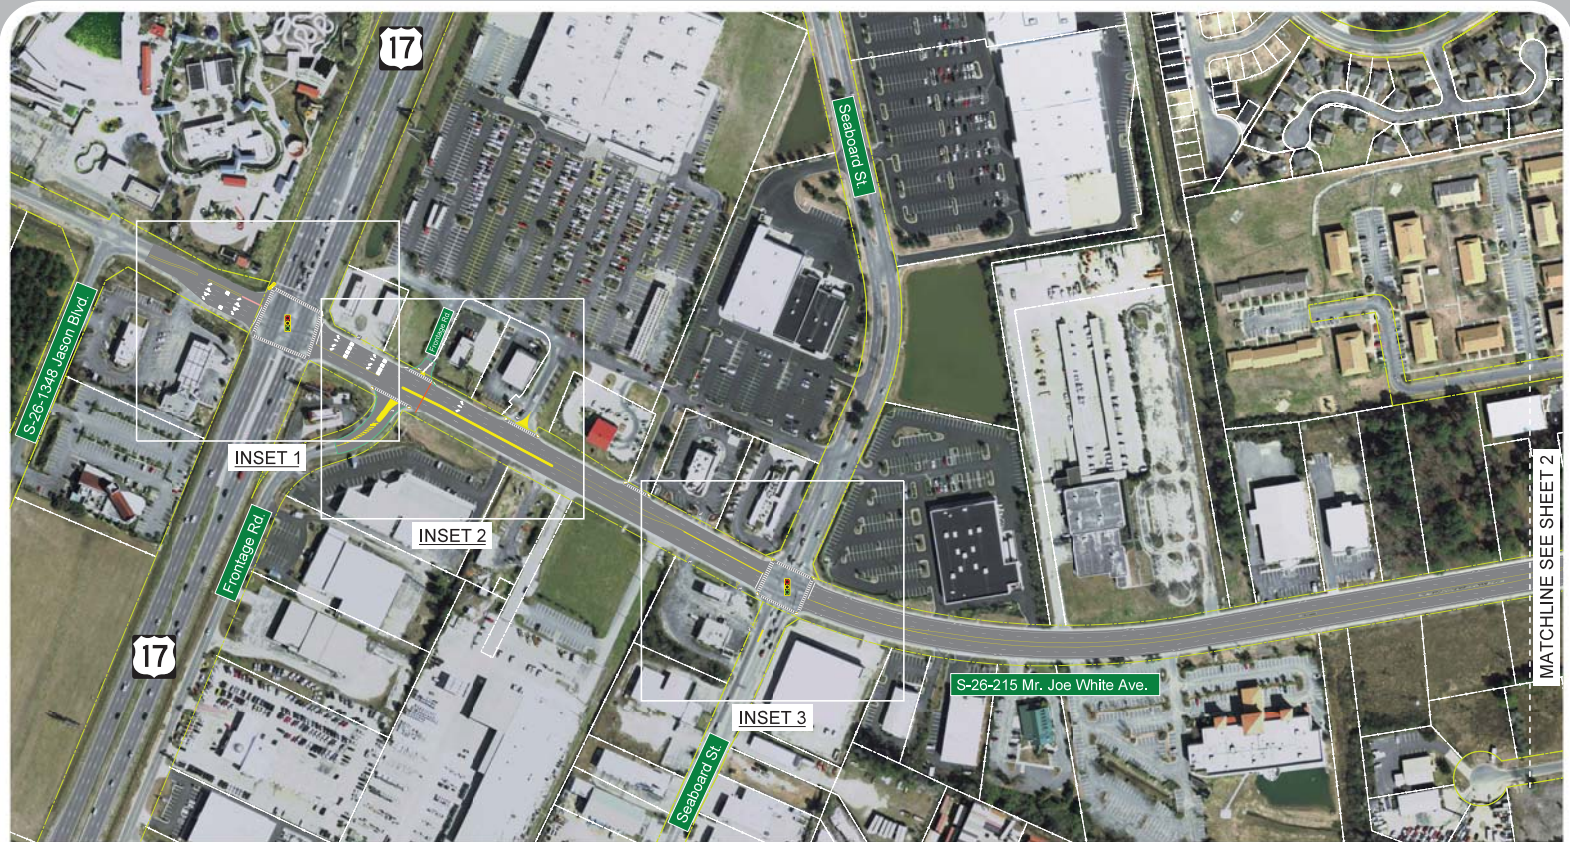 17
Seaboard St.
S-26-1348 Jason Blvd.
Frontage Rd.
INSET 1
INSET 2
Frontage Rd.
17
INSET 3
S-26-215 Mr. Joe White Ave.
Seaboard St.
MATCHLINE SEE SHEET 2